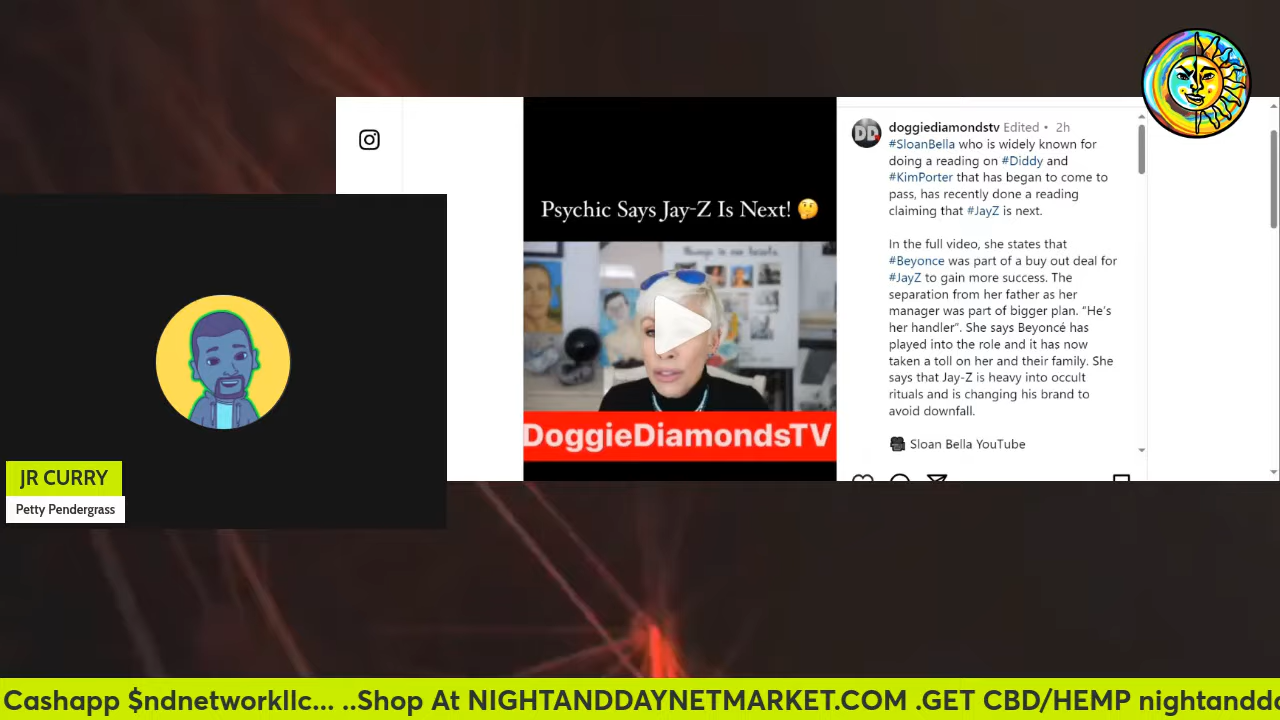 doggiediamondstv Edited • 2h
#SloanBella who is widely known for
doing a reading on #Diddy and
#KimPorter that has began to come to
pass, has recently done a reading
claiming that #JayZ is next.
In the full video, she states that
#Beyonce was part of a buy out deal for
#JayZ to gain more success. The
separation from her father as her
manager was part of bigger plan. “He's
her handler”. She says Beyoncé has
played into the role and it has now
taken a toll on her and their family. She
says that Jay-Z is heavy into occult
rituals and is changing his brand to
avoid downfall.
🎥 Sloan Bella YouTube
Psychic Says Jay-Z Is Next! 🤔
DoggieDiamondsTV
DD
JR CURRY
Petty Pendergrass
Cashapp $ndnetworkllc... ..Shop At NIGHTANDDAYNETMARKET.COM .GET CBD/HEMP nightandd